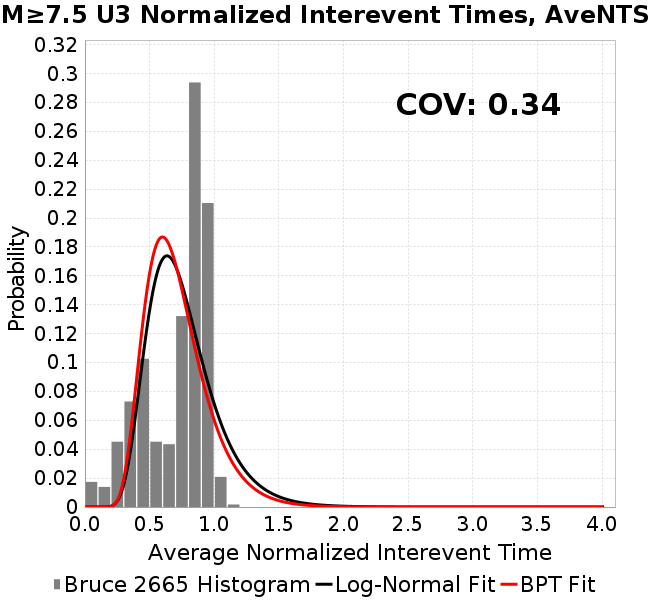 M≥7.5 U3 Normalized Interevent Times, AveNTS
COV: 0.34
Probability
0.32
0.3
0.28
0.26
0.24
0.22
0.2
0.18
0.16
0.14
0.12
0.1
0.08
0.06
0.04
0.02
0
0.0 0.5 1.0 1.5 2.0 2.5 3.0 3.5 4.0
Average Normalized Interevent Time
Bruce 2665 Histogram Log-Normal Fit BPT Fit